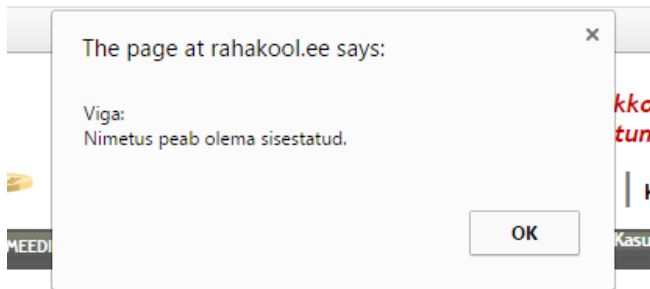 The page at rahakool.ee says:
Viga:
Nimetus peab olema sisestatud.
OK